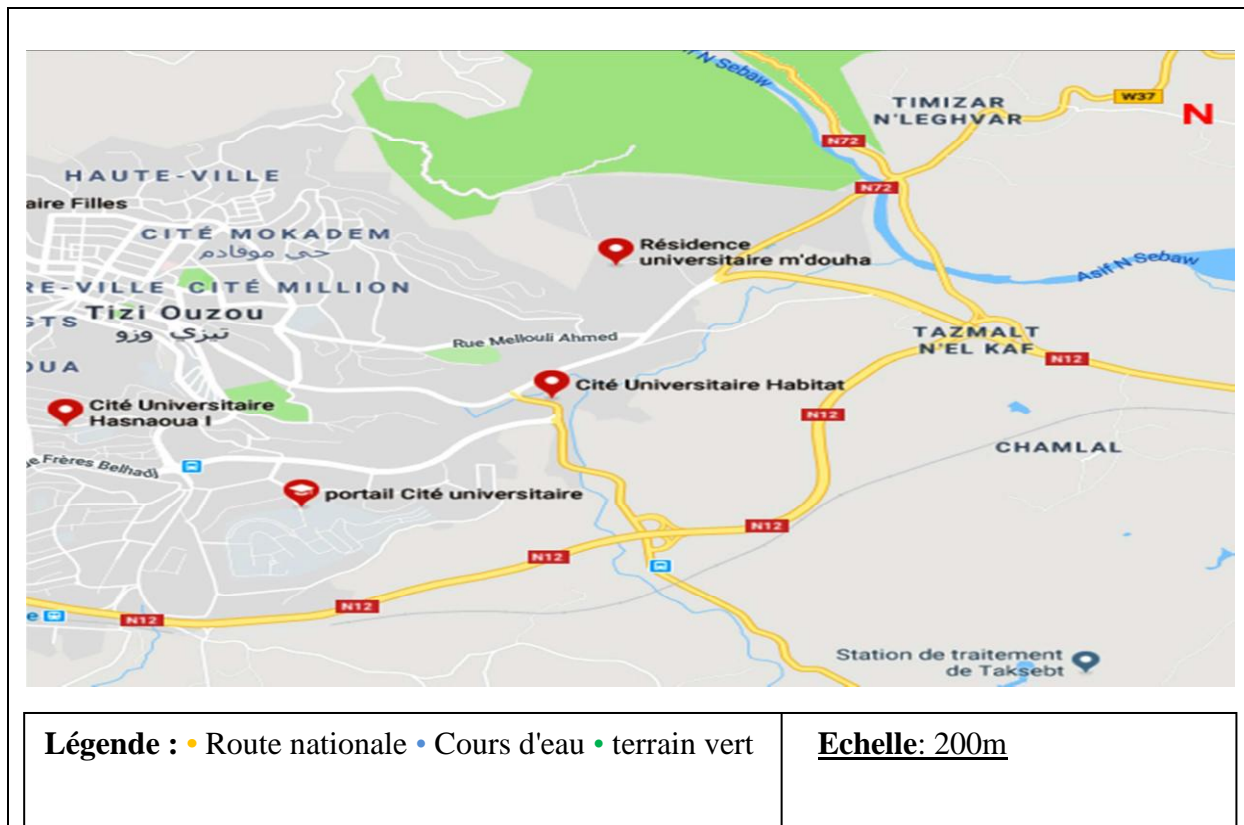 N Sebaw
W37
TIMIZAR
N'LEGHVAR
N
N72
N72
HAUTE-VILLE
aire Filles
CITÉ MOKADEM
حي موقادم
Résidence
universitaire m'douha
Asif N Sebaw
RE-VILLE CITÉ MILLION
GTS
Tizi Ouzou
تيزي وزو
Rue Mellouli Ahmed
TAZMALT
N'EL KAF
N12
OUA
Cité Universitaire Habitat
Cité Universitaire
Hasnaoua I
N12
CHAMLAL
e Frères Belhadj
portail Cité universitaire
N12
N12
N12
N12
e
Station de traitement
de Taksebt
Légende : • Route nationale • Cours d'eau • terrain vert
Echelle: 200m